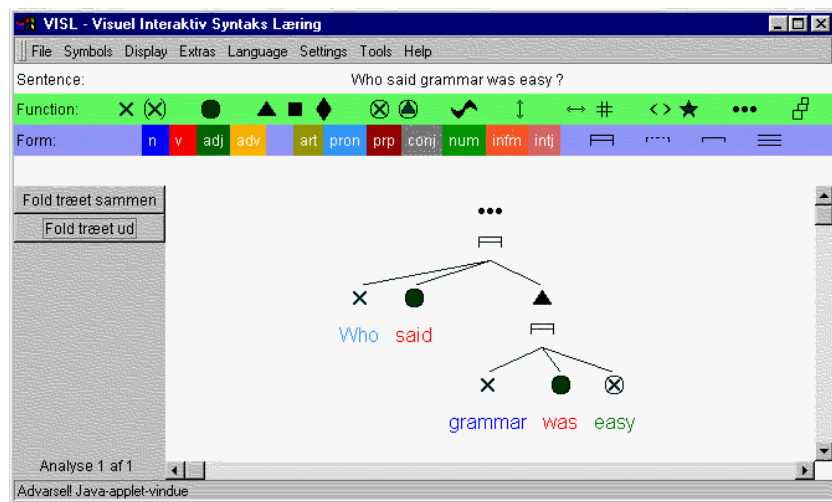 VISL - Visuel Interaktiv Syntaks Læring
File Symbols Display Extras Language Settings Tools Help
Sentence: Who said grammar was easy ?
Function:
Form: n v adj adv art pron prp conj num infm intj
Fold træet sammen
Fold træet ud
Who said
grammar was easy
Analyse 1 af 1
Advarsel! Java-applet-vindue